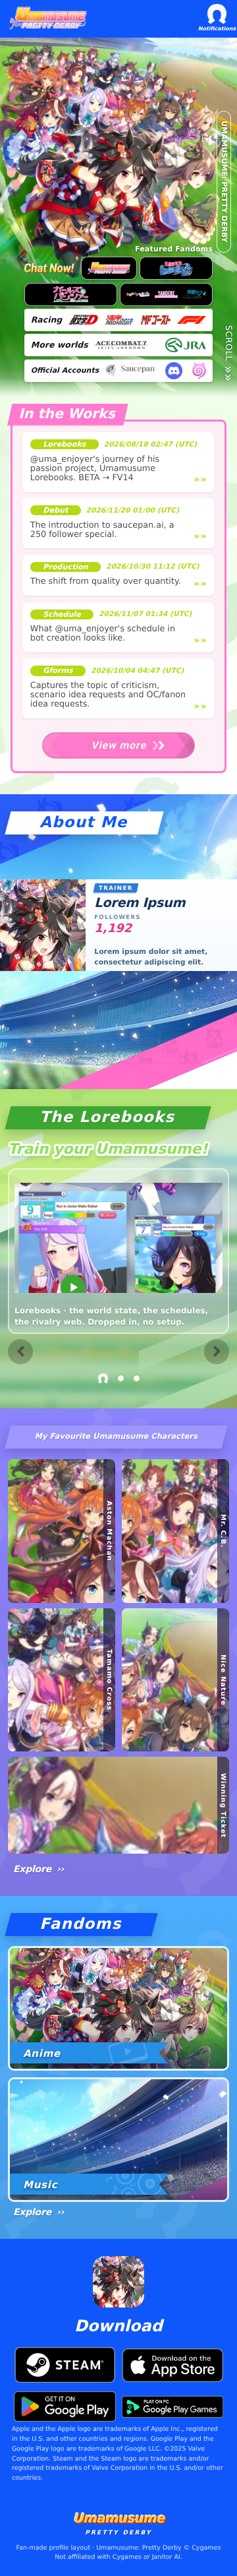 Umamusume
PRETTY DERBY
Notifications
UMAMUSUME: PRETTY DERBY
Featured Fandoms
Chat Now!
Racing
F1
More worlds
ACE COMBAT 7
SKIES UNKNOWN
JRA
Official Accounts
Saucepan
SCROLL
In the Works
Lorebooks
2026/08/18 02:47 (UTC)
@uma_enjoyer's journey of his
passion project, Umamusume
Lorebooks. BETA → FV14
Debut
2026/11/20 01:00 (UTC)
The introduction to saucepan.ai, a
250 follower special.
Production
2026/10/30 11:12 (UTC)
The shift from quality over quantity.
Schedule
2026/11/07 01:34 (UTC)
What @uma_enjoyer's schedule in
bot creation looks like.
Gforms
2026/10/04 04:47 (UTC)
Captures the topic of criticism,
scenario idea requests and OC/fanon
idea requests.
View more
About Me
TRAINER
Lorem Ipsum
FOLLOWERS
1,192
Lorem ipsum dolor sit amet,
consectetur adipiscing elit.
The Lorebooks
Train your Umamusume!
Lorebooks - the world state, the schedules,
the rivalry web. Dropped in, no setup.
My Favourite Umamusume Characters
Aston Machan
Mr. C.B.
Tamamo Cross
Nice Nature
Winning Ticket
Explore ››
Fandoms
Anime
Music
Explore ››
Download
STEAM
Download on the
App Store
GET IT ON
Google Play
PLAY ON PC
Google Play Games
Apple and the Apple logo are trademarks of Apple Inc., registered
in the U.S. and other countries and regions. Google Play and the
Google Play logo are trademarks of Google LLC. ©2025 Valve
Corporation. Steam and the Steam logo are trademarks and/or
registered trademarks of Valve Corporation in the U.S. and/or other
countries.
Umamusume
PRETTY DERBY
Fan-made profile layout · Umamusume: Pretty Derby © Cygames
Not affiliated with Cygames or Janitor AI.